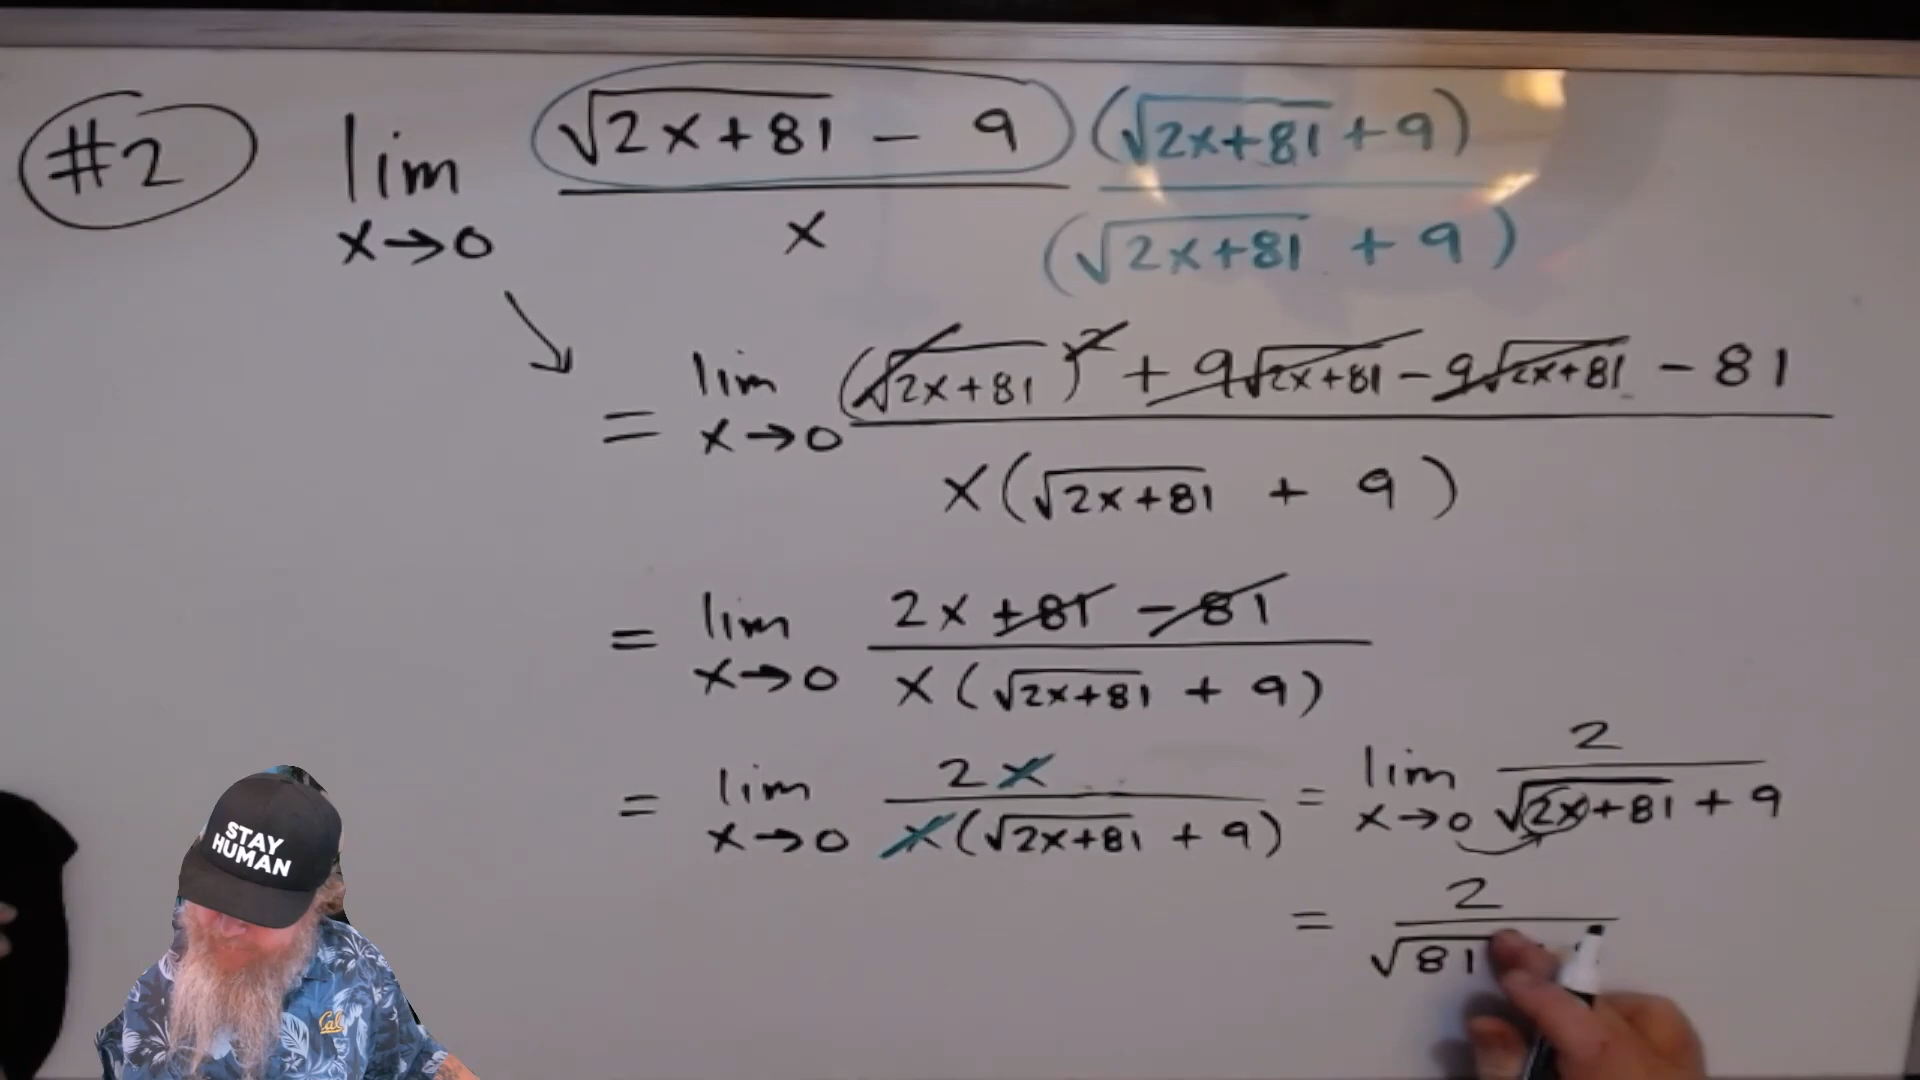 #2 lim x→0 (√(2x+81) - 9)/x (√(2x+81) + 9)/(√(2x+81) + 9)
= lim x→0 ((√(2x+81))² + 9√(2x+81) - 9√(2x+81) - 81)/(x(√(2x+81) + 9))
= lim x→0 (2x +81 - 81)/(x(√(2x+81) + 9))
= lim x→0 2x/(x(√(2x+81) + 9)) = lim x→0 2/(√(2x+81) + 9)
= 2/√81
STAY
HUMAN
Cal